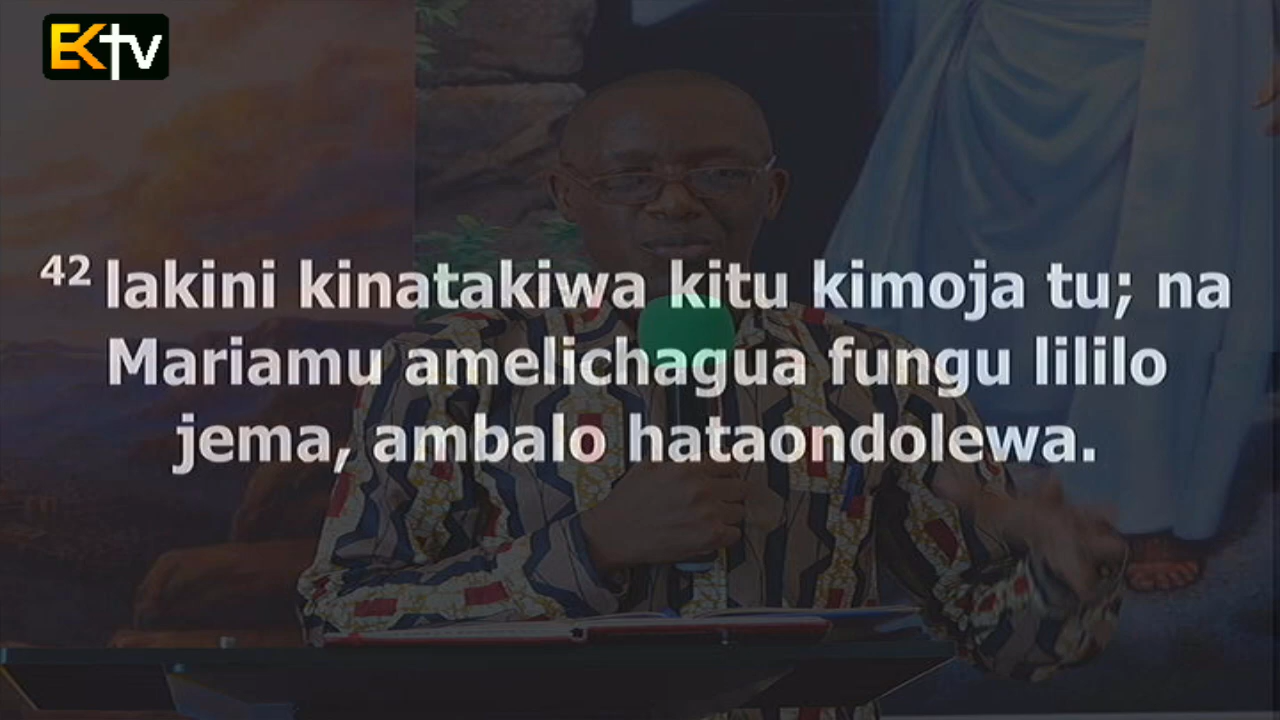 EKTV
42 lakini kinatakiwa kitu kimoja tu; na
Mariamu amelichagua fungu lililo
jema, ambalo hataondolewa.